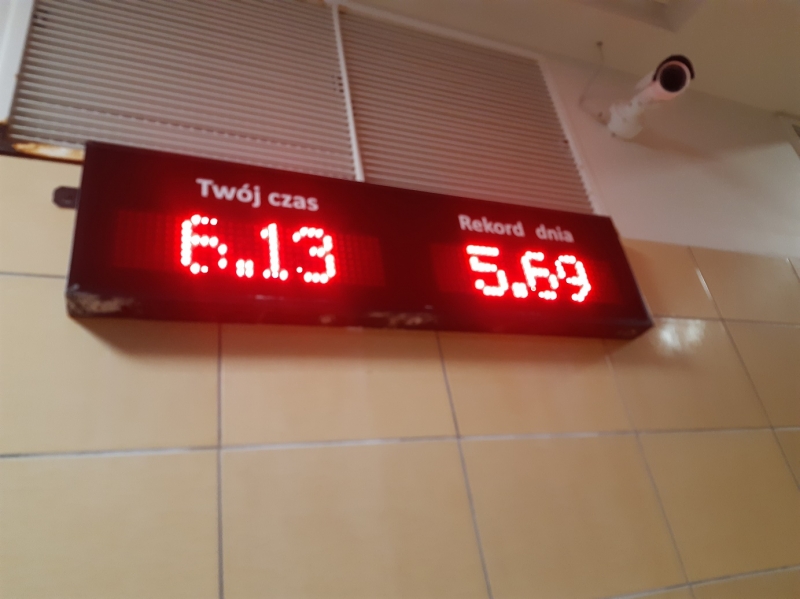 Twój czas
6.13
Rekord dnia
5.69